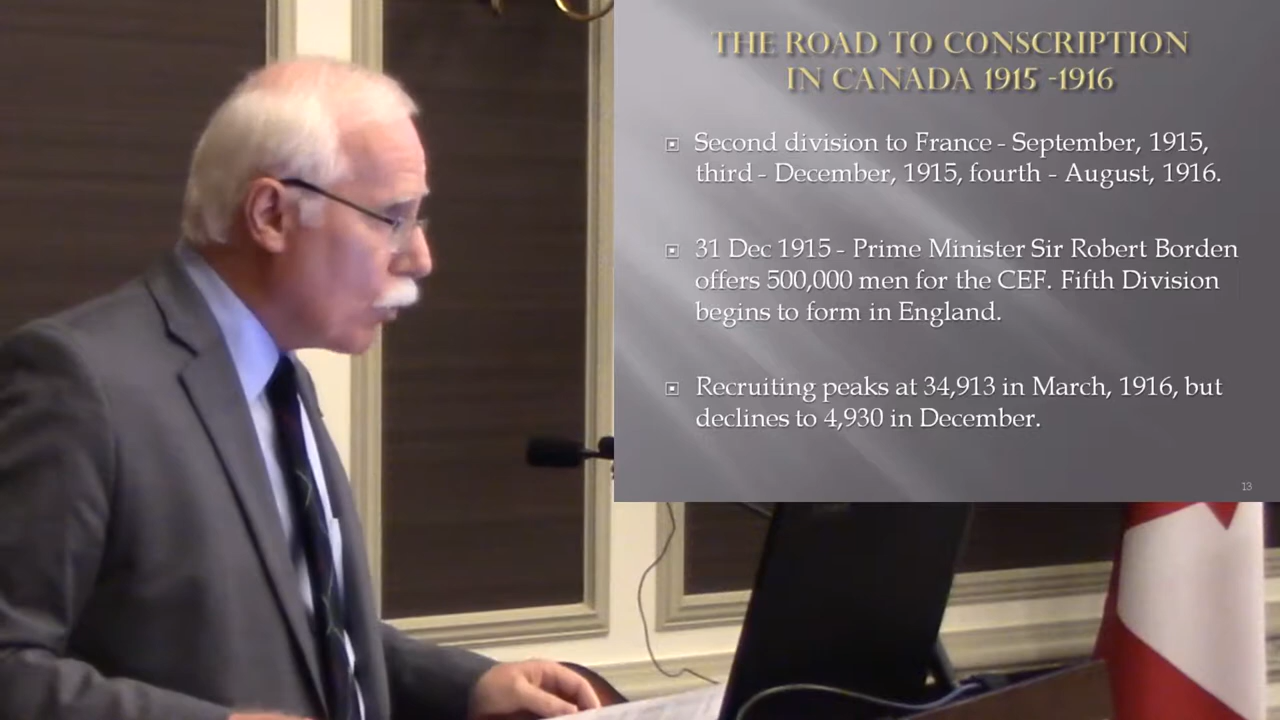 THE ROAD TO CONSCRIPTION
IN CANADA 1915 -1916
Second division to France - September, 1915,
third - December, 1915, fourth - August, 1916.
31 Dec 1915 - Prime Minister Sir Robert Borden
offers 500,000 men for the CEF. Fifth Division
begins to form in England.
Recruiting peaks at 34,913 in March, 1916, but
declines to 4,930 in December.
13